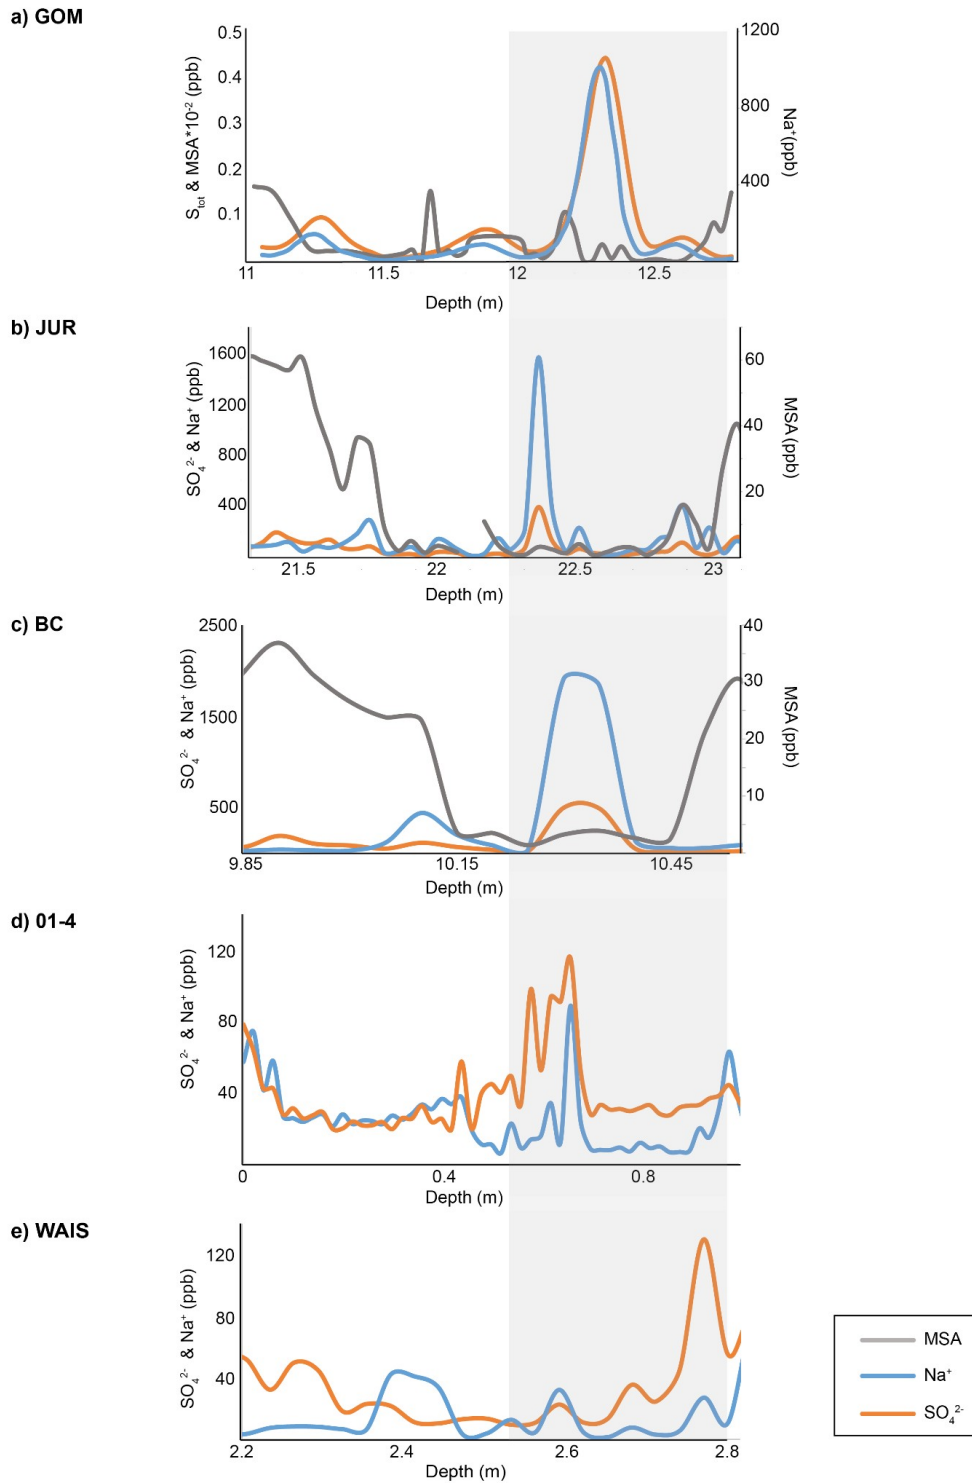 a) GOM
0.5
0.4
0.3
0.2
0.1
S_tot & MSA*10^-2 (ppb)
1200
800
400
Na⁺(ppb)
11 11.5 12 12.5
Depth (m)
b) JUR
1600
1200
800
400
SO₄²⁻ & Na⁺ (ppb)
60
40
20
MSA (ppb)
21.5 22 22.5 23
Depth (m)
c) BC
2500
1500
500
SO₄²⁻ & Na⁺ (ppb)
40
30
20
10
MSA (ppb)
9.85 10.15 10.45
Depth (m)
d) 01-4
120
80
40
SO₄²⁻ & Na⁺ (ppb)
0 0.4 0.8
Depth (m)
e) WAIS
120
80
40
SO₄²⁻ & Na⁺ (ppb)
2.2 2.4 2.6 2.8
Depth (m)
MSA
Na⁺
SO₄²⁻